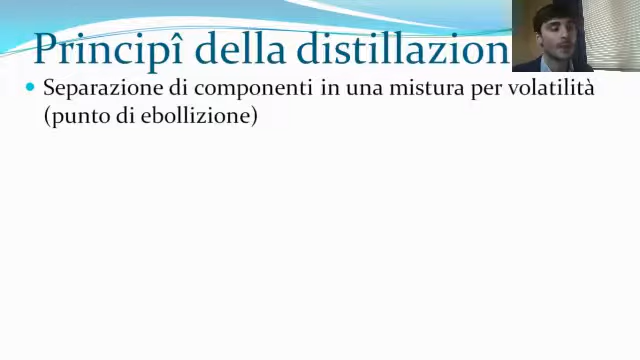 Principî della distillazion
Separazione di componenti in una mistura per volatilità
(punto di ebollizione)